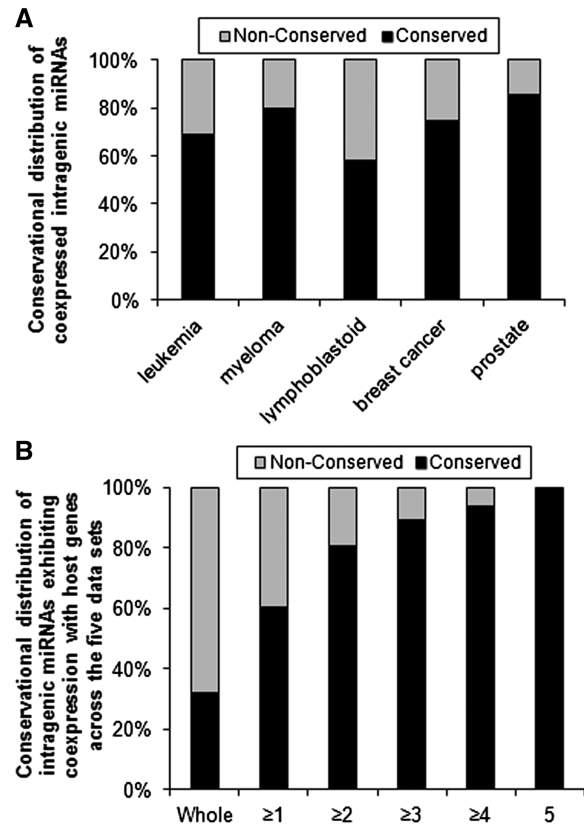 A
Non-Conserved Conserved
Conservational distribution of
coexpressed intragenic miRNAs
100%
80%
60%
40%
20%
0%
leukemia
myeloma
lymphoblastoid
breast cancer
prostate
B
Non-Conserved Conserved
Conservational distribution of
intragenic miRNAs exhibiting
coexpression with host genes
across the five data sets
100%
80%
60%
40%
20%
0%
Whole ≥1 ≥2 ≥3 ≥4 5